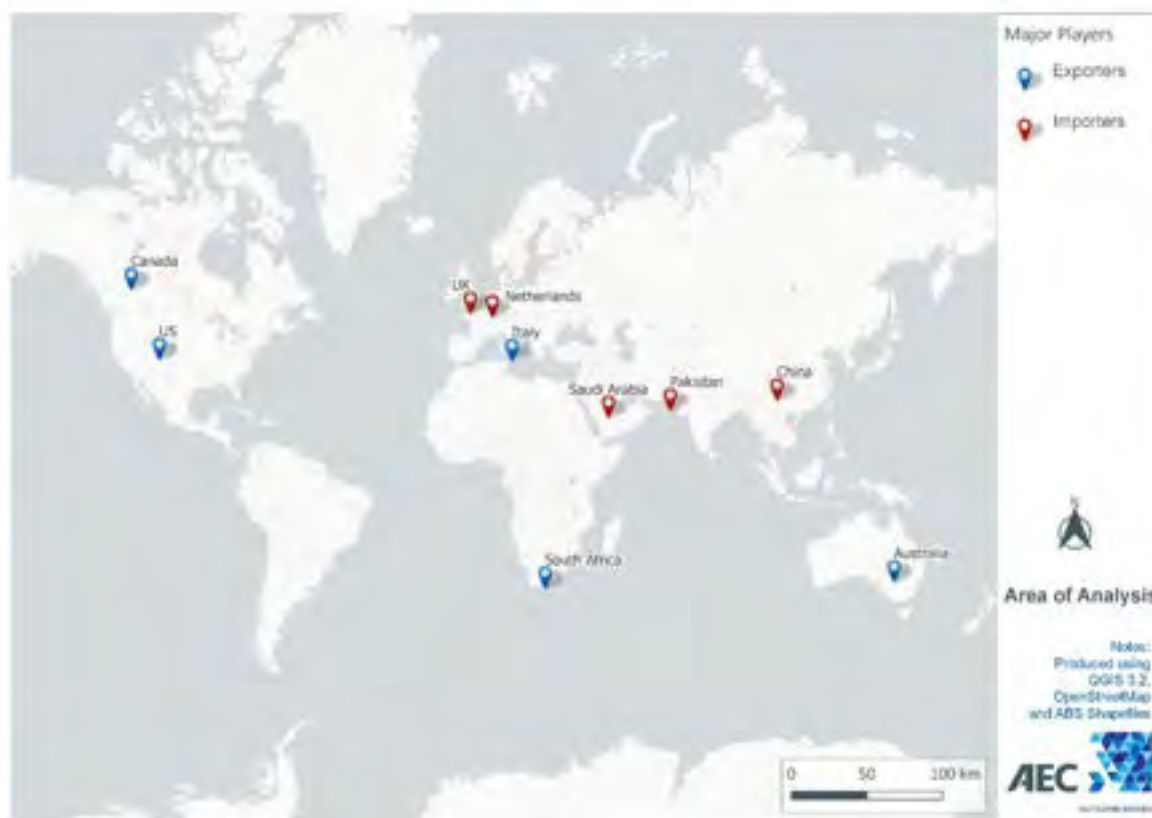 Major Players
Exporters
Importers
Canada
US
UK
Netherlands
Italy
Saudi Arabia
Pakistan
China
South Africa
Australia
N
Area of Analysis
Notes:
Produced using
QGIS 3.2,
OpenStreetMap
and ABS Shapefiles
0 50 100 km
AEC